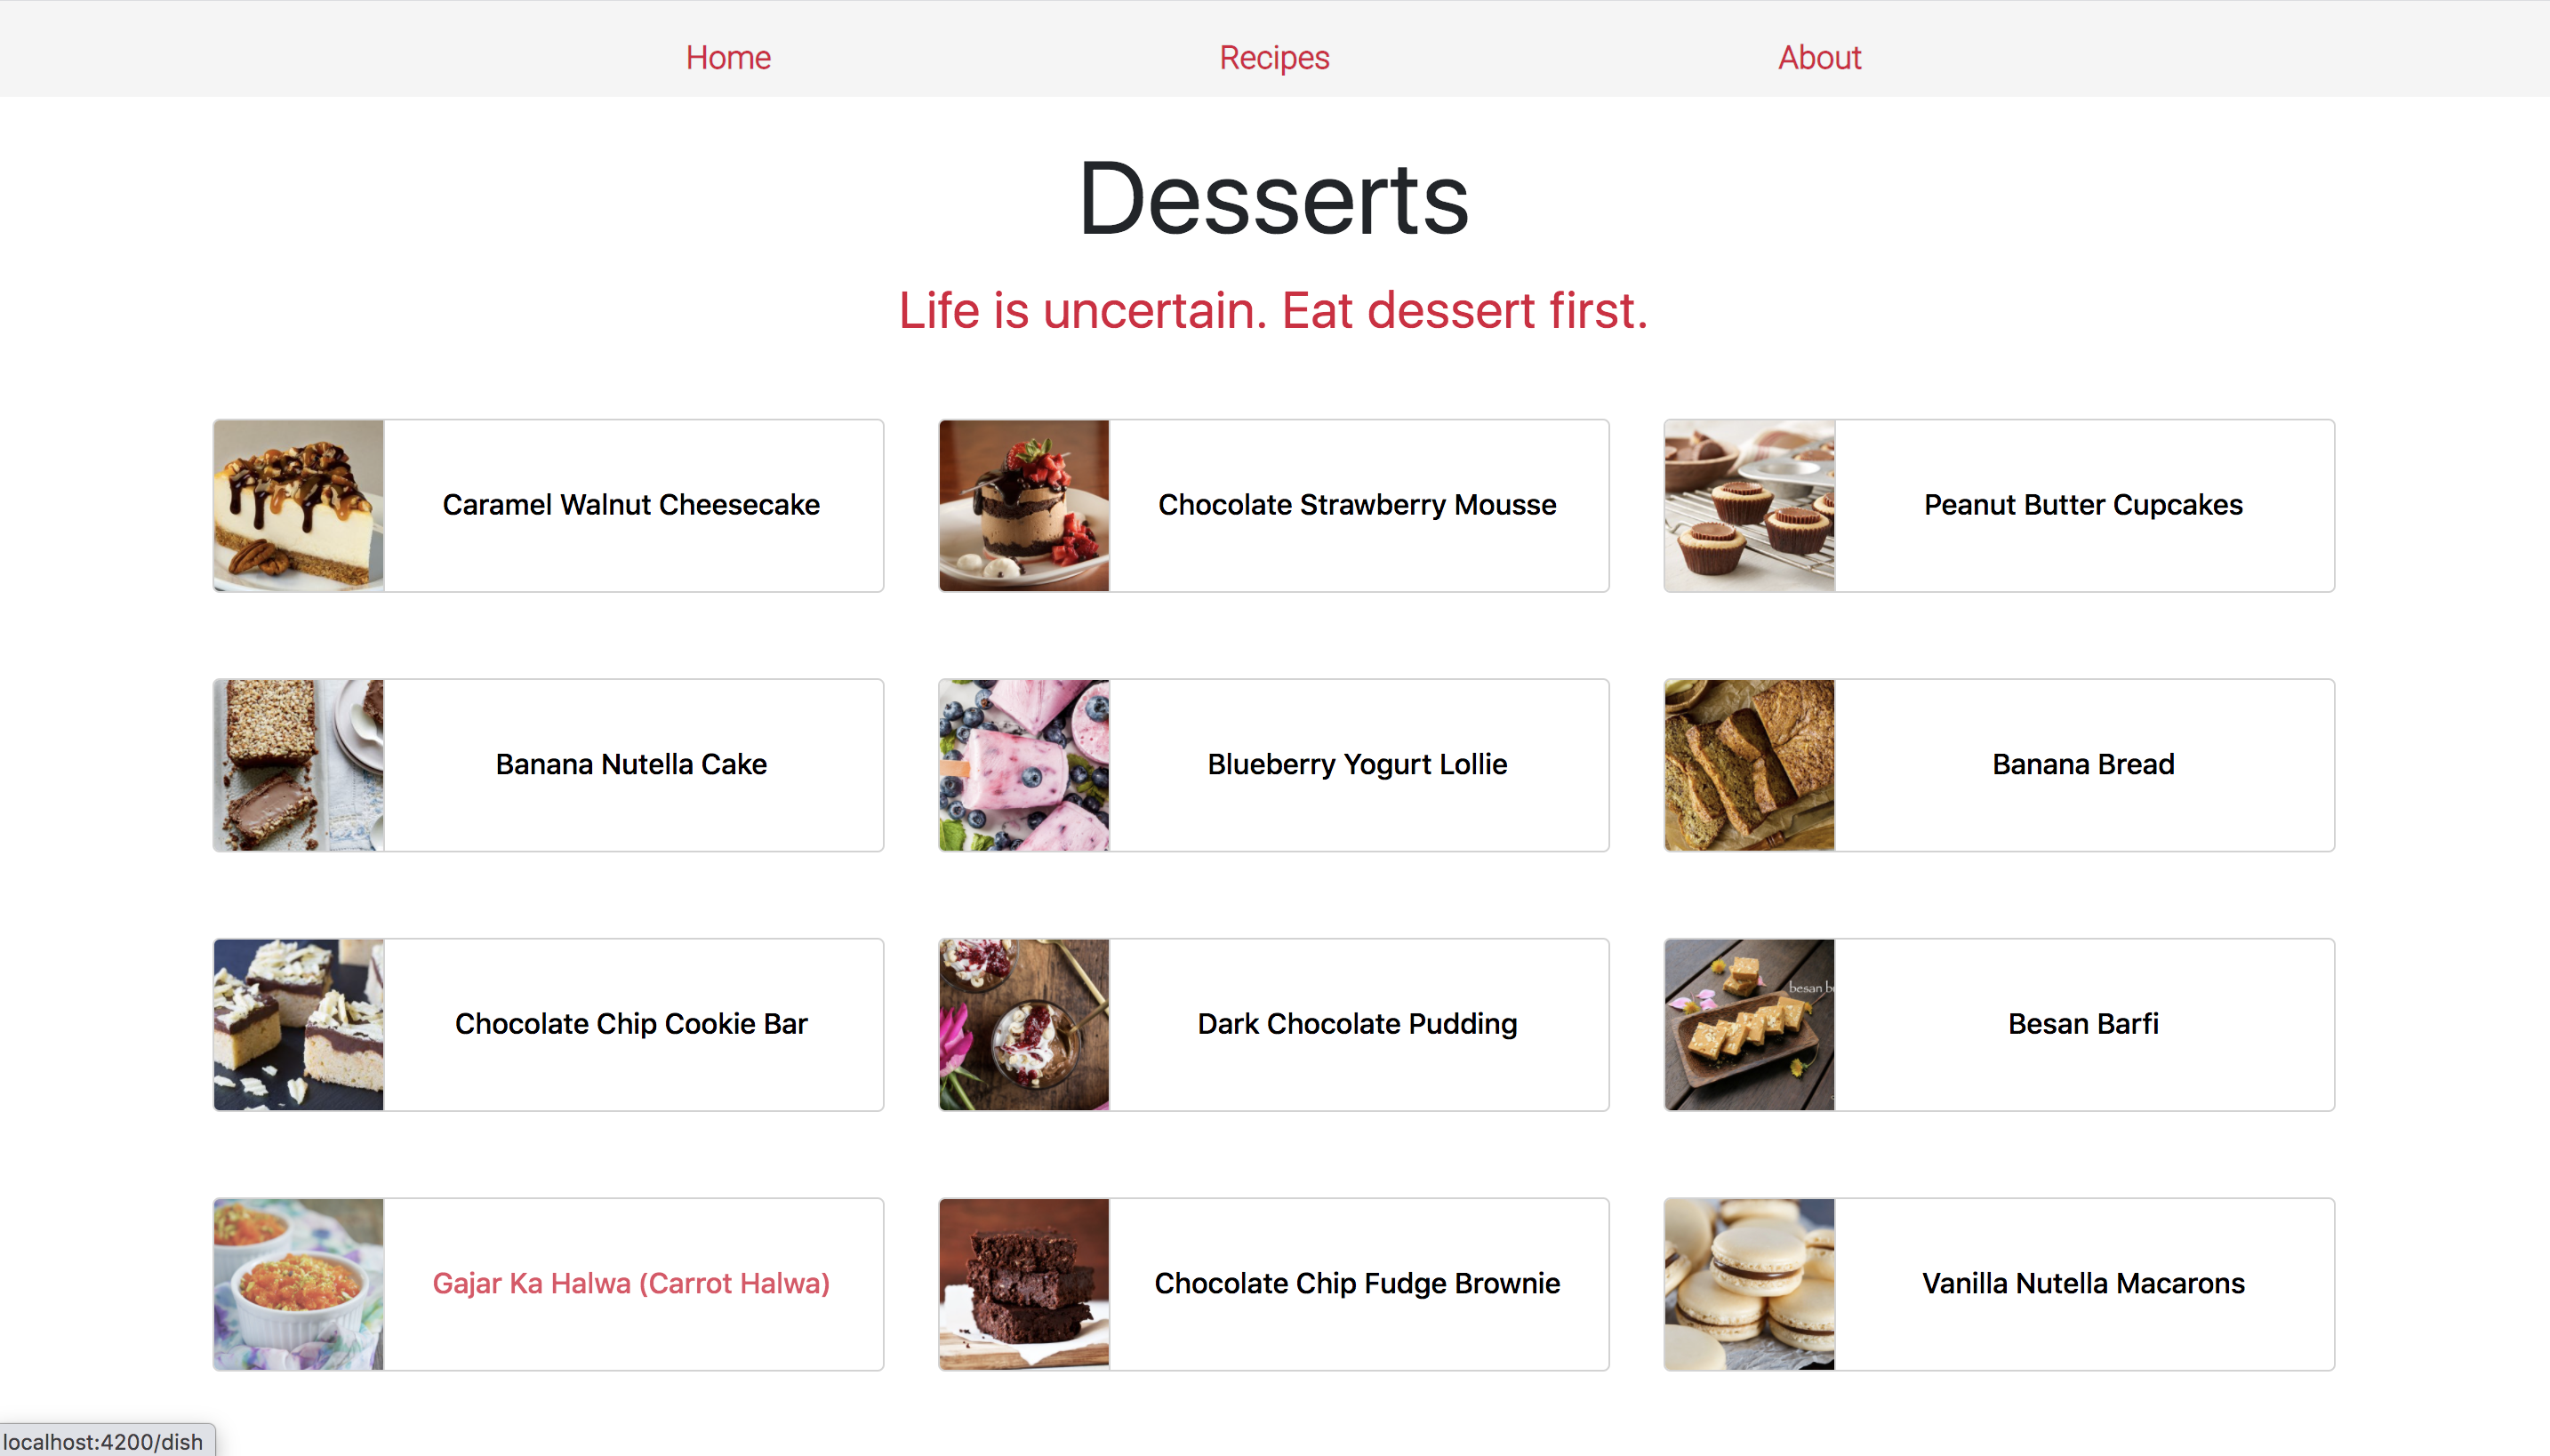 Home Recipes About
Desserts
Life is uncertain. Eat dessert first.
Caramel Walnut Cheesecake
Chocolate Strawberry Mousse
Peanut Butter Cupcakes
Banana Nutella Cake
Blueberry Yogurt Lollie
Banana Bread
Chocolate Chip Cookie Bar
Dark Chocolate Pudding
besan
Besan Barfi
Gajar Ka Halwa (Carrot Halwa)
Chocolate Chip Fudge Brownie
Vanilla Nutella Macarons
localhost:4200/dish